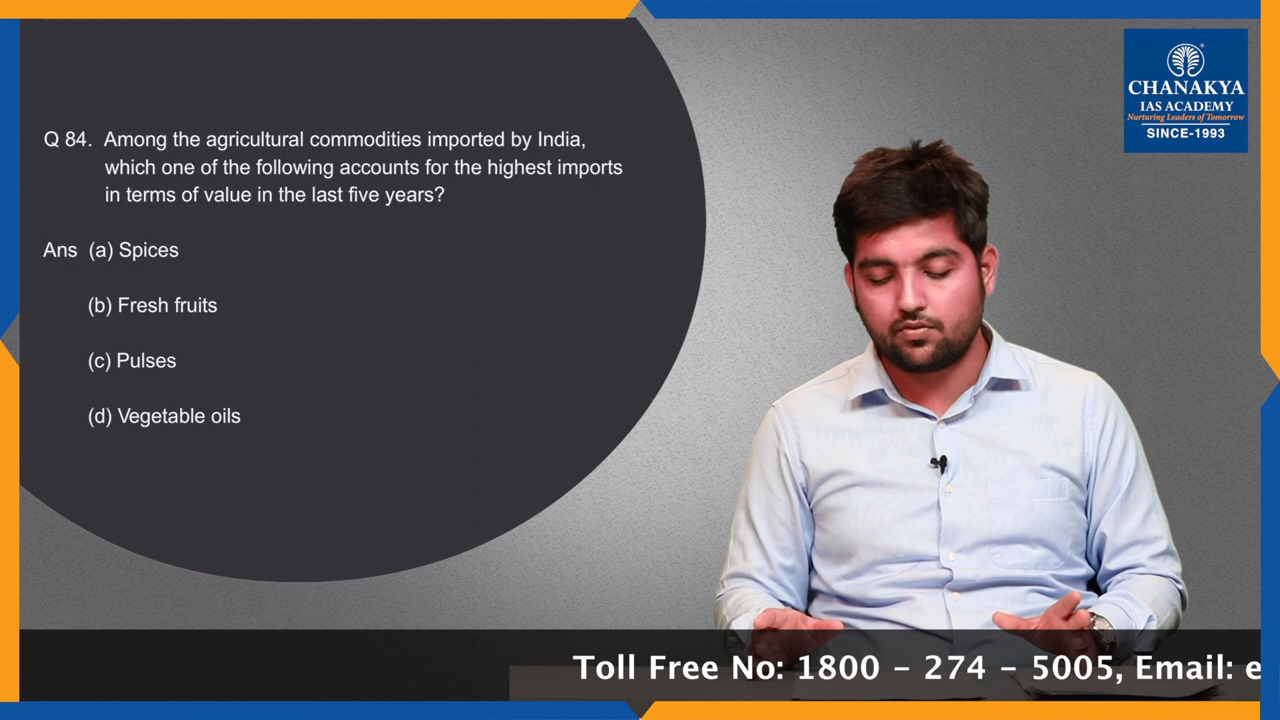 Q 84. Among the agricultural commodities imported by India,
which one of the following accounts for the highest imports
in terms of value in the last five years?
Ans (a) Spices
(b) Fresh fruits
(c) Pulses
(d) Vegetable oils
CHANAKYA
IAS ACADEMY
Nurturing Leaders of Tomorrow
SINCE-1993
Toll Free No: 1800 - 274 - 5005, Email: e